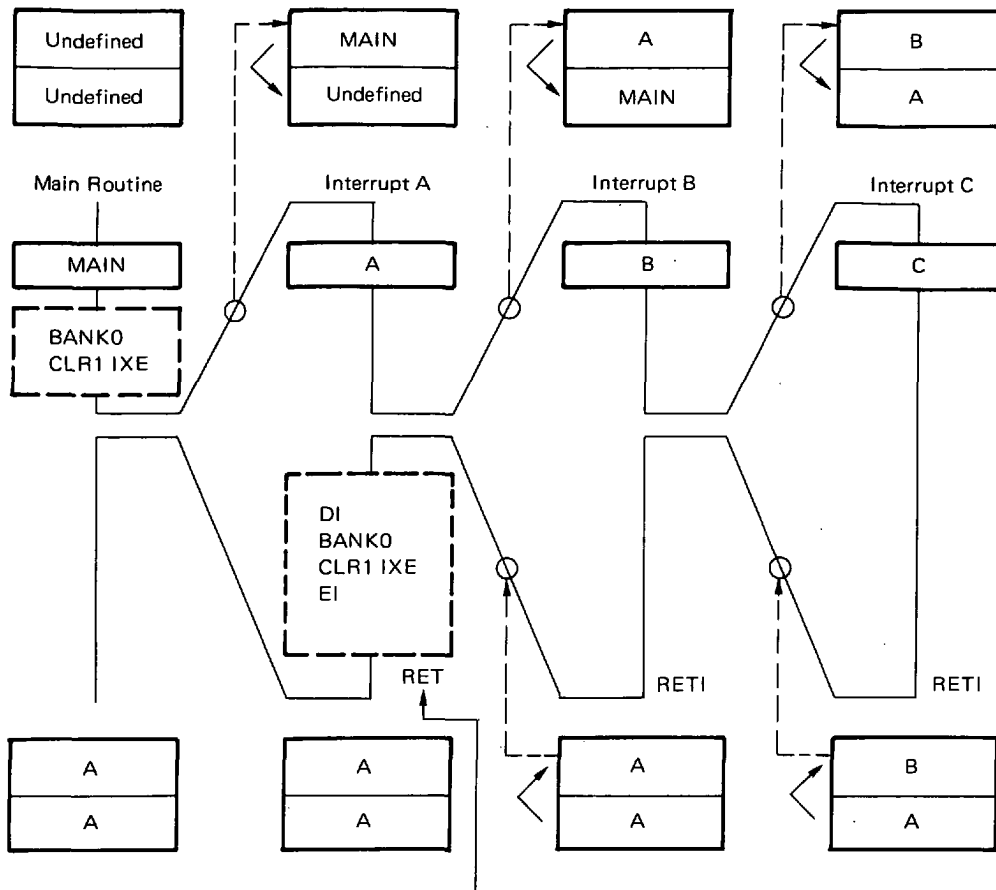 Undefined
Undefined
MAIN
Undefined
A
MAIN
B
A
Main Routine
Interrupt A
Interrupt B
Interrupt C
MAIN
A
B
C
BANK0
CLR1 IXE
DI
BANK0
CLR1 IXE
EI
RET
RETI
RETI
A
A
A
A
A
A
B
A